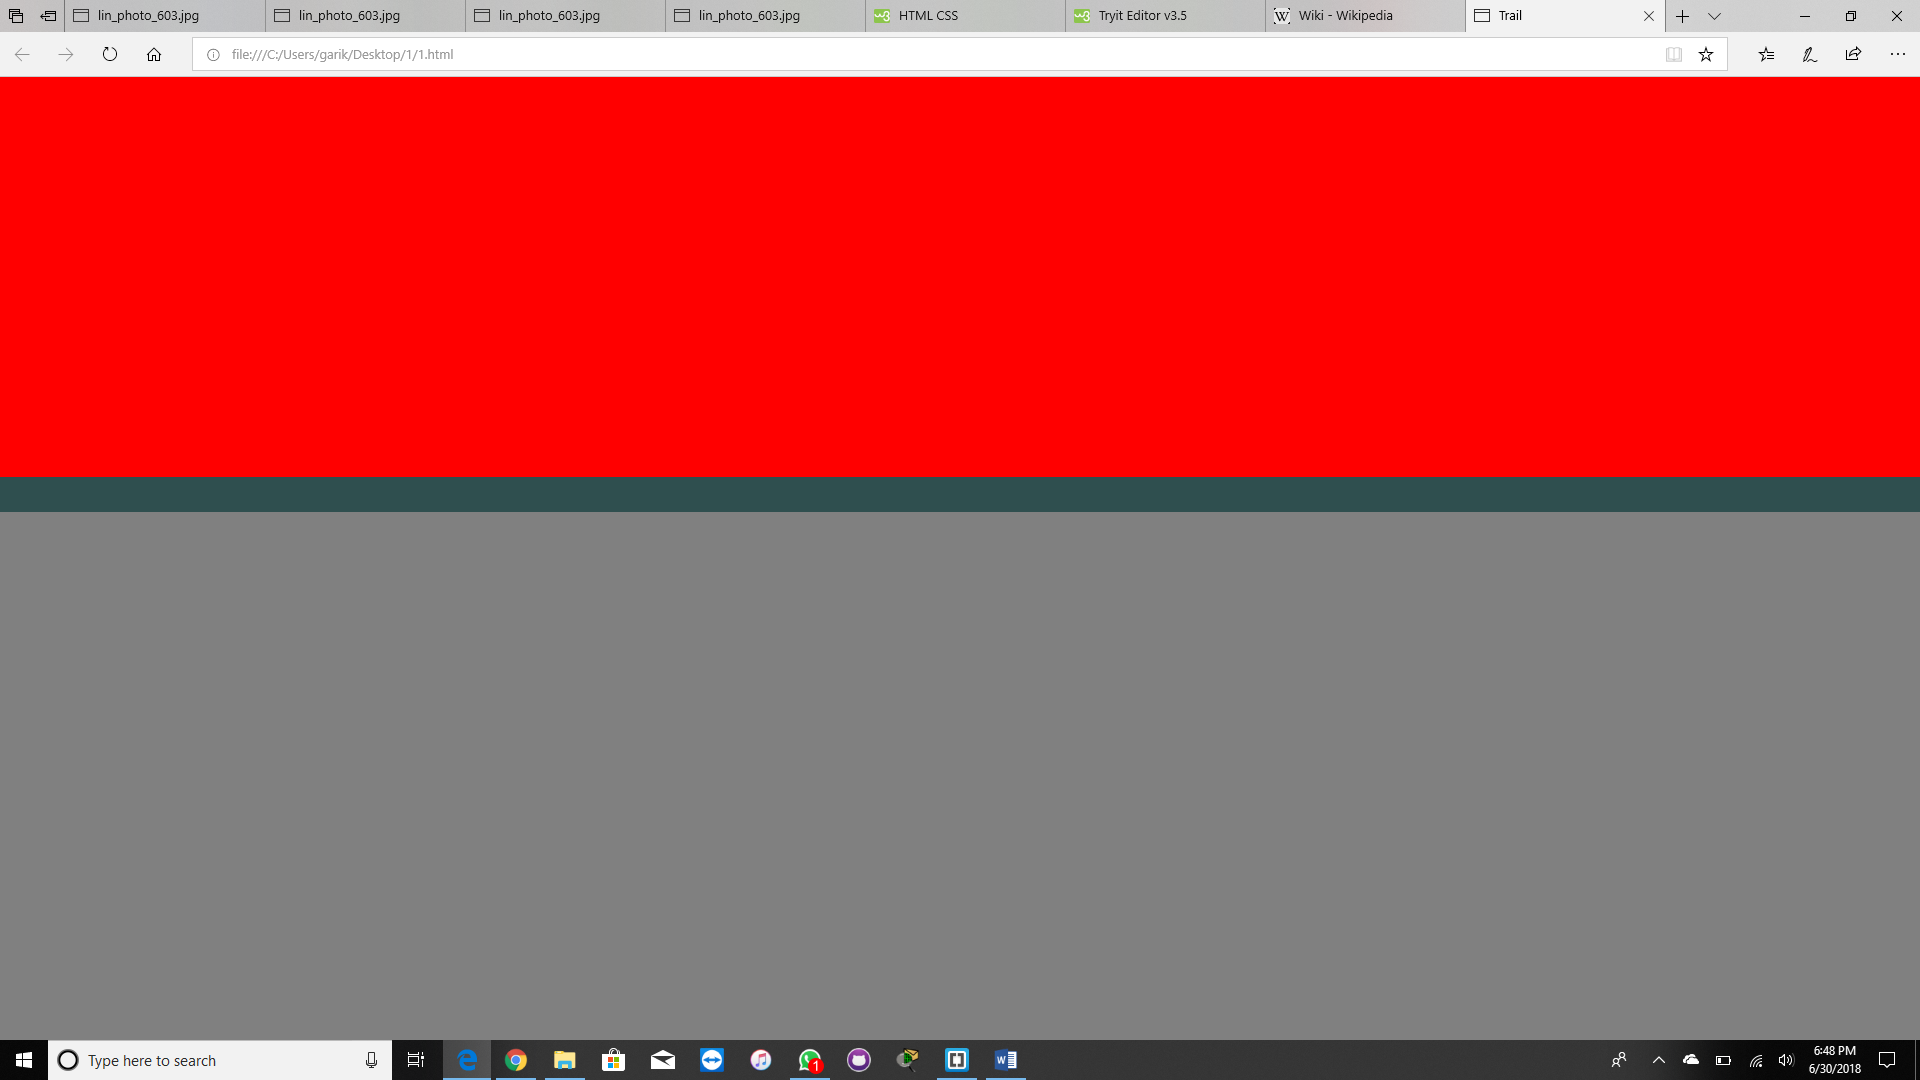 lin_photo_603.jpg lin_photo_603.jpg lin_photo_603.jpg lin_photo_603.jpg HTML CSS Tryit Editor v3.5 Wiki - Wikipedia Trail
file:///C:/Users/garik/Desktop/1/1.html
Type here to search
1
6:48 PM
6/30/2018